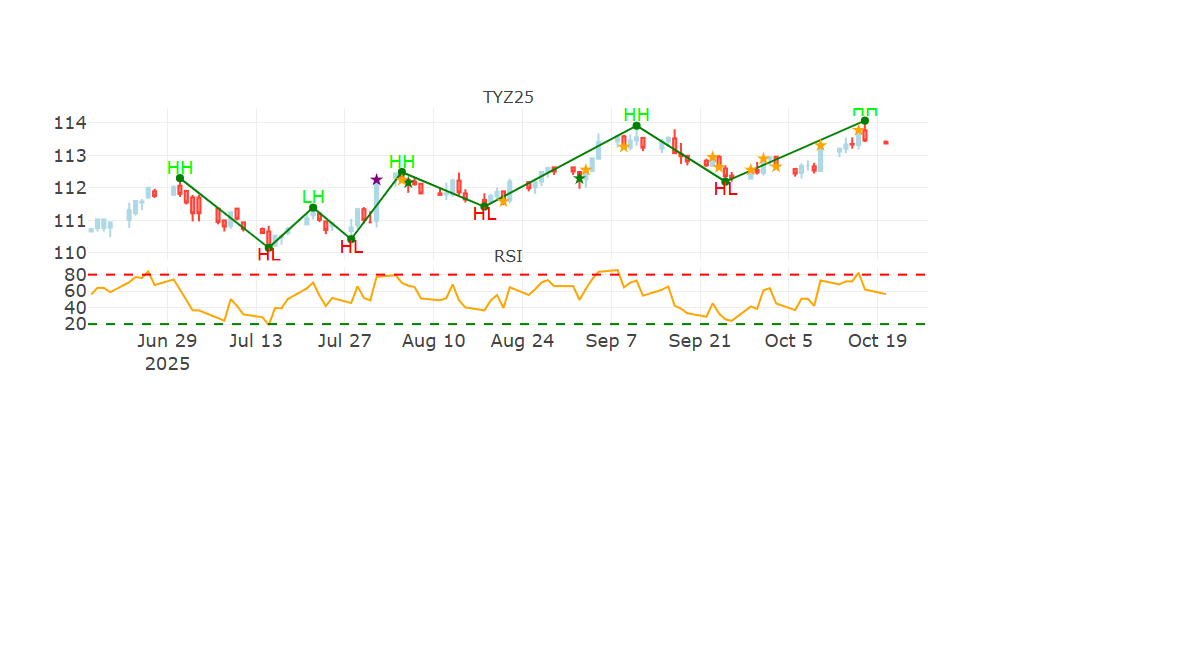 TYZ25
114
113
112
111
110
HH
HL
LH
HL
HH
HL
HH
HL
RSI
80
60
40
20
Jun 29
2025
Jul 13
Jul 27
Aug 10
Aug 24
Sep 7
Sep 21
Oct 5
Oct 19